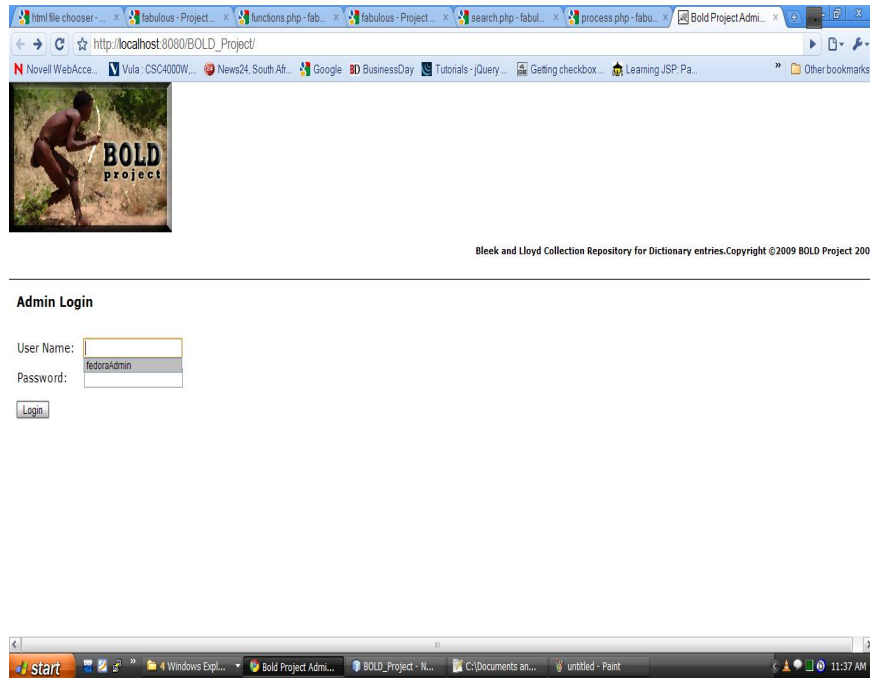 html file chooser - ...
fabulous - Project...
functions.php - fab...
fabulous - Project ...
search.php - fabul...
process.php - fabu...
Bold Project Admi...
http://localhost:8080/BOLD_Project/
Novell WebAcce...
Vula : CSC4000W,...
News24, South Afr...
Google
BD BusinessDay
Tutorials - jQuery ...
Getting checkbox ...
Learning JSP: Pa...
»
Other bookmarks
BOLD
project
Bleek and Lloyd Collection Repository for Dictionary entries.Copyright ©2009 BOLD Project 200
Admin Login
User Name:
fedoraAdmin
Password:
Login
start
»
4 Windows Expl...
Bold Project Admi...
BOLD_Project - N...
C:\Documents an...
untitled - Paint
11:37 AM